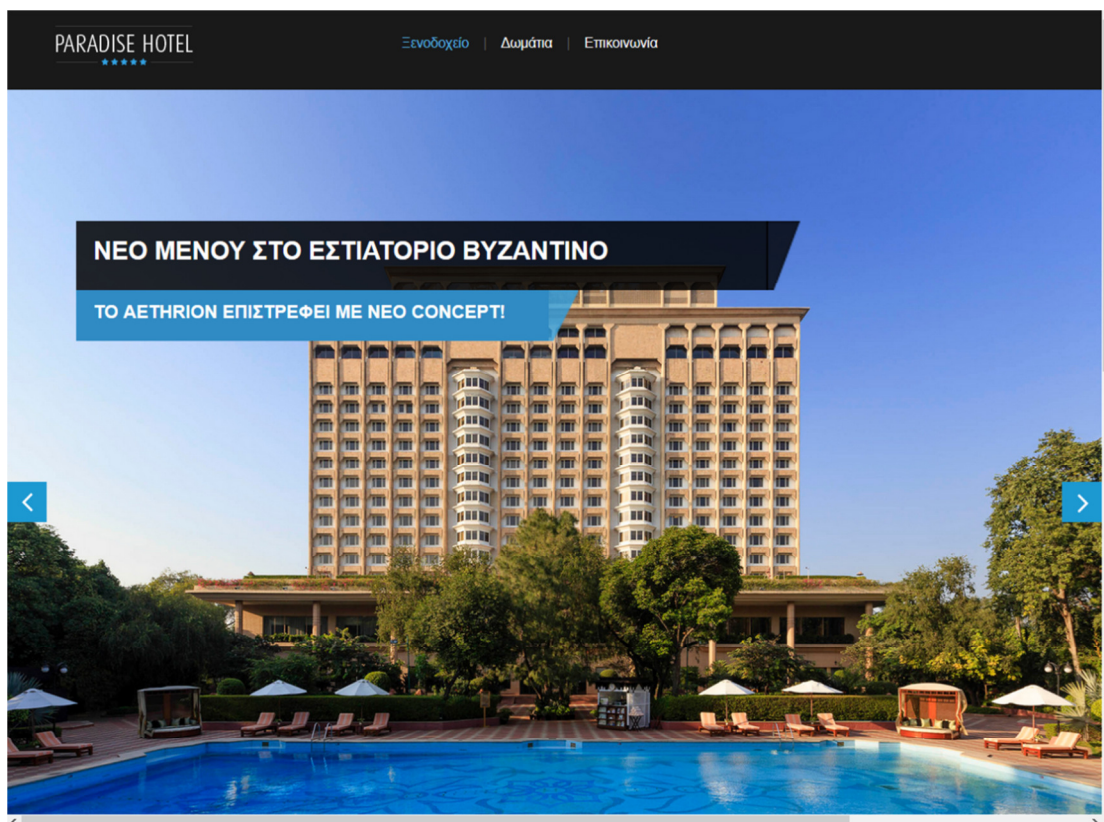 PARADISE HOTEL
Ξενοδοχείο | Δωμάτια | Επικοινωνία
ΝΕΟ ΜΕΝΟΥ ΣΤΟ ΕΣΤΙΑΤΟΡΙΟ ΒΥΖΑΝΤΙΝΟ
ΤΟ AETHRION ΕΠΙΣΤΡΕΦΕΙ ΜΕ ΝΕΟ CONCEPT!